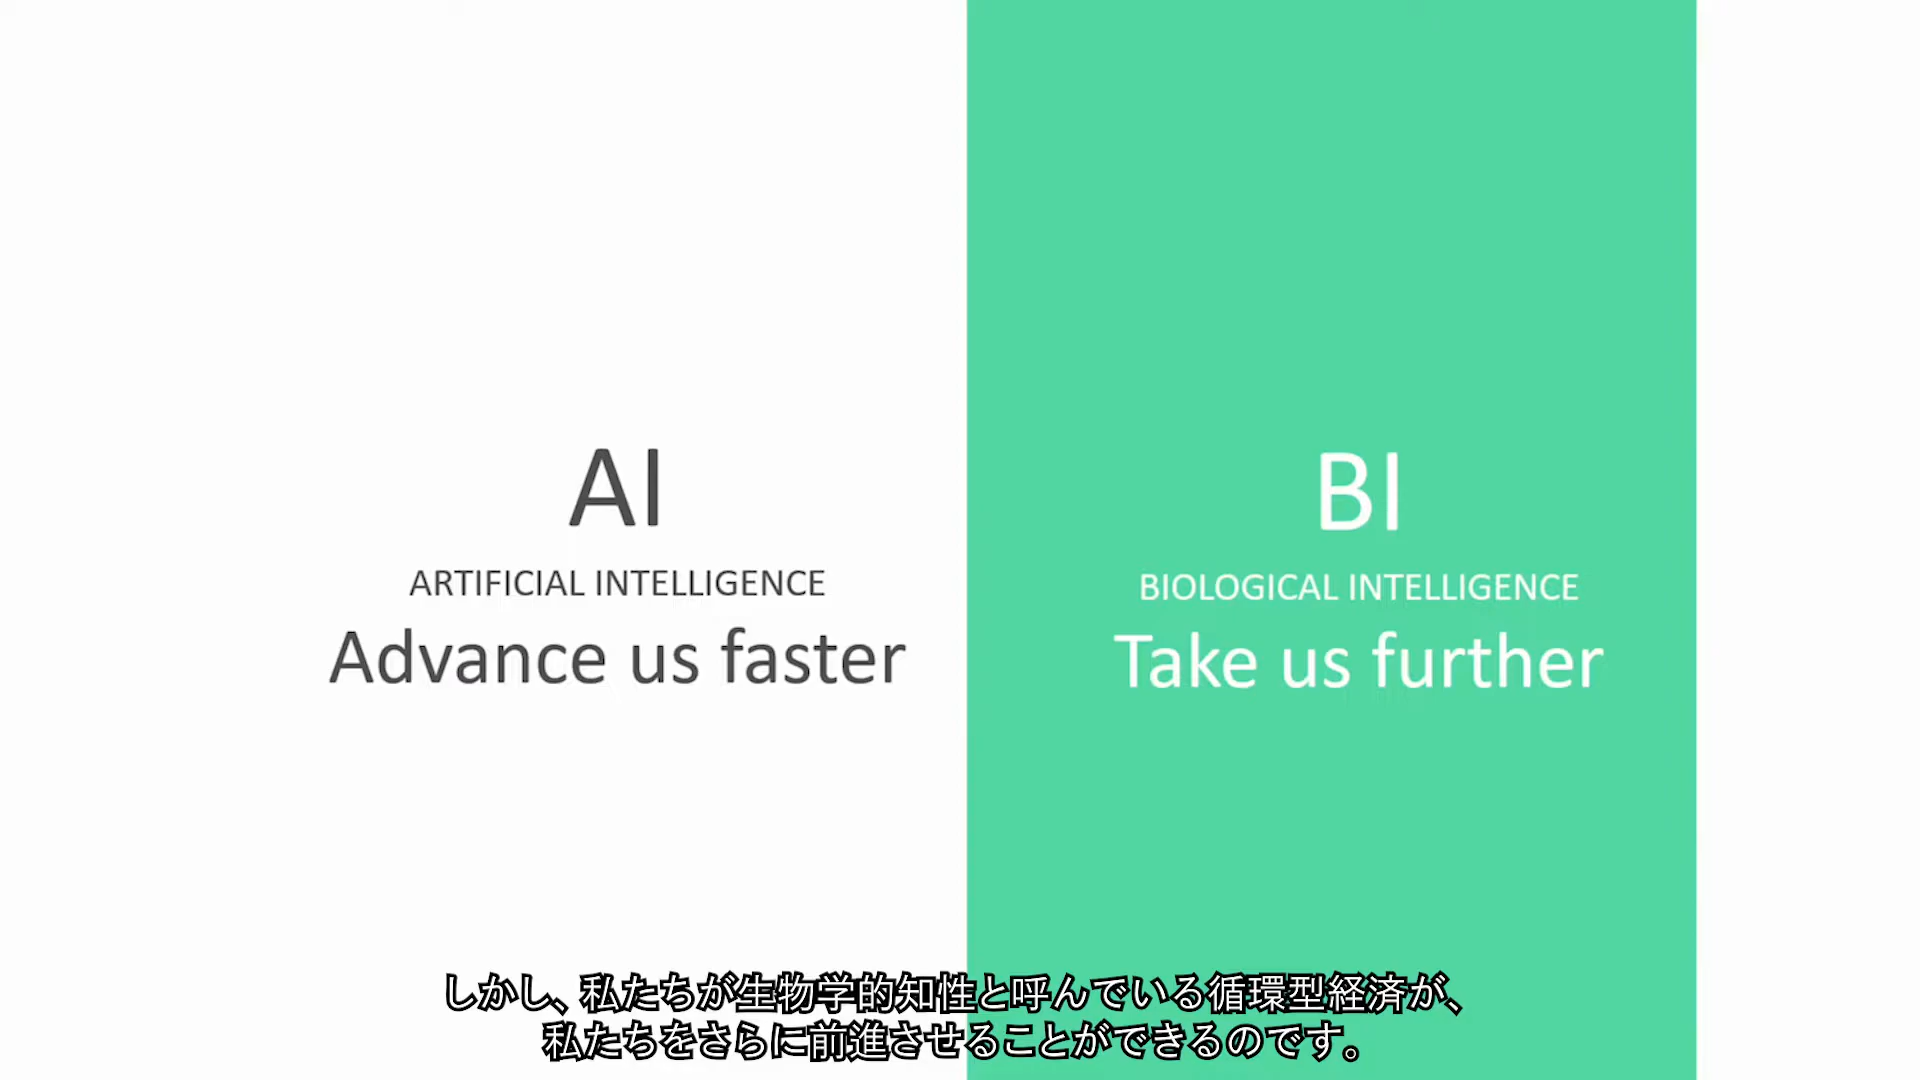 AI
ARTIFICIAL INTELLIGENCE
Advance us faster
BI
BIOLOGICAL INTELLIGENCE
Take us further
しかし、私たちが生物学的知性と呼んでいる循環型経済が、
私たちをさらに前進させることができるのです。